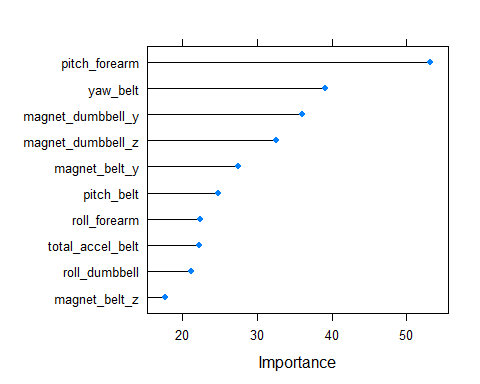 pitch_forearm
yaw_belt
magnet_dumbbell_y
magnet_dumbbell_z
magnet_belt_y
pitch_belt
roll_forearm
total_accel_belt
roll_dumbbell
magnet_belt_z
20 30 40 50
Importance